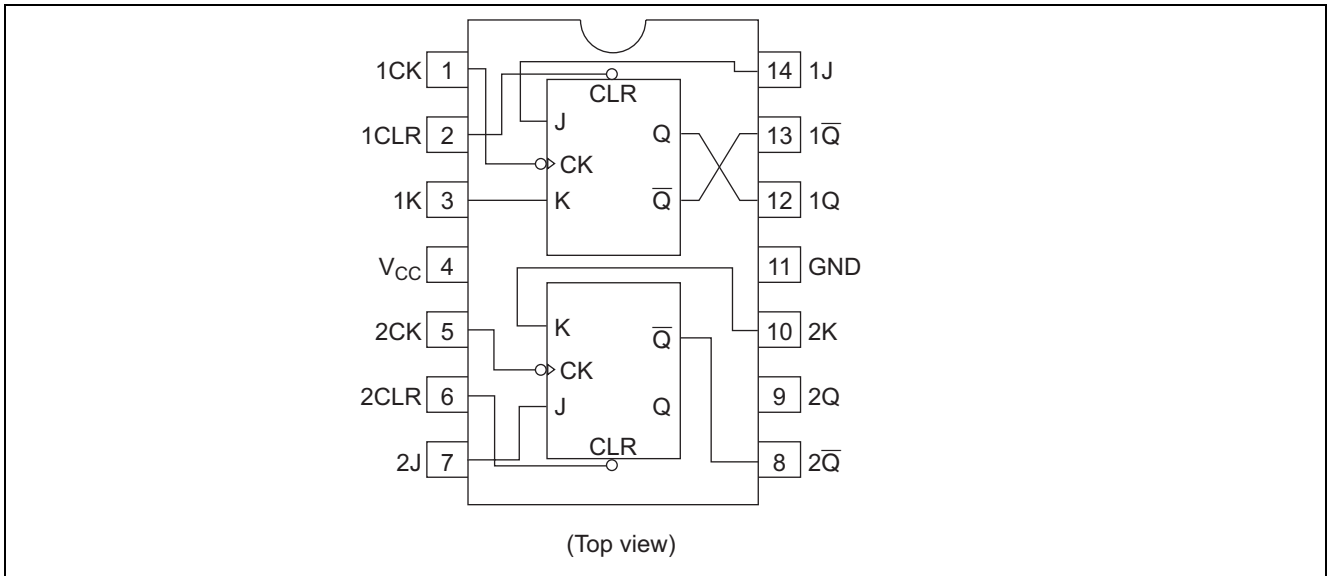 1CK 1
1CLR 2
1K 3
VCC 4
2CK 5
2CLR 6
2J 7
CLR
J
CK
K
Q
Q̅
K
CK
J
Q̅
Q
CLR
14 1J
13 1Q̅
12 1Q
11 GND
10 2K
9 2Q
8 2Q̅
(Top view)